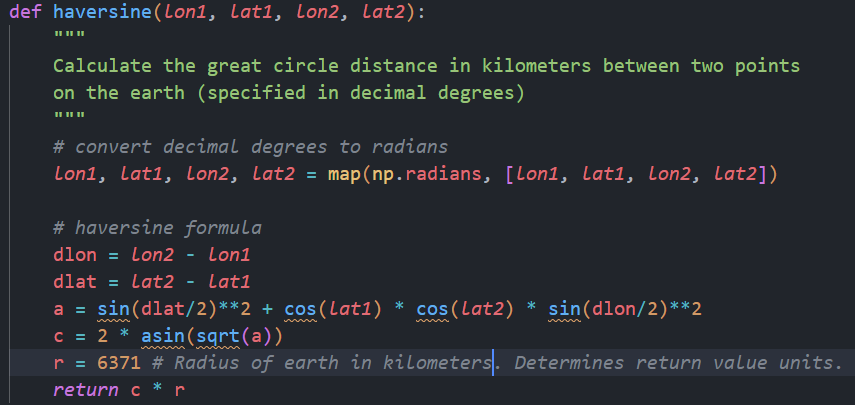 def haversine(lon1, lat1, lon2, lat2):
    """
    Calculate the great circle distance in kilometers between two points
    on the earth (specified in decimal degrees)
    """
    # convert decimal degrees to radians
    lon1, lat1, lon2, lat2 = map(np.radians, [lon1, lat1, lon2, lat2])

    # haversine formula
    dlon = lon2 - lon1
    dlat = lat2 - lat1
    a = sin(dlat/2)**2 + cos(lat1) * cos(lat2) * sin(dlon/2)**2
    c = 2 * asin(sqrt(a))
    r = 6371 # Radius of earth in kilometers. Determines return value units.
    return c * r